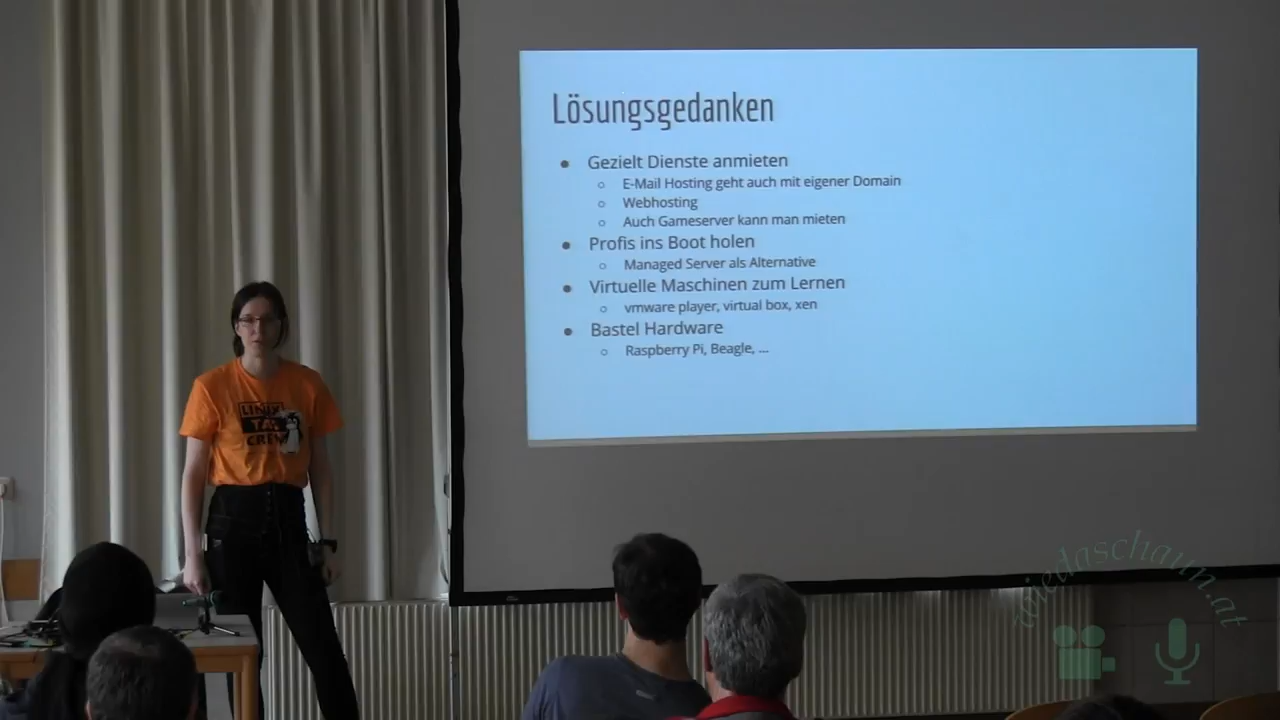 Lösungsgedanken
● Gezielt Dienste anmieten
○ E-Mail Hosting geht auch mit eigener Domain
○ Webhosting
○ Auch Gameserver kann man mieten
● Profis ins Boot holen
○ Managed Server als Alternative
● Virtuelle Maschinen zum Lernen
○ vmware player, virtual box, xen
● Bastel Hardware
○ Raspberry Pi, Beagle, ...
LINUX
TAG
CREW
wiedaschaun.at